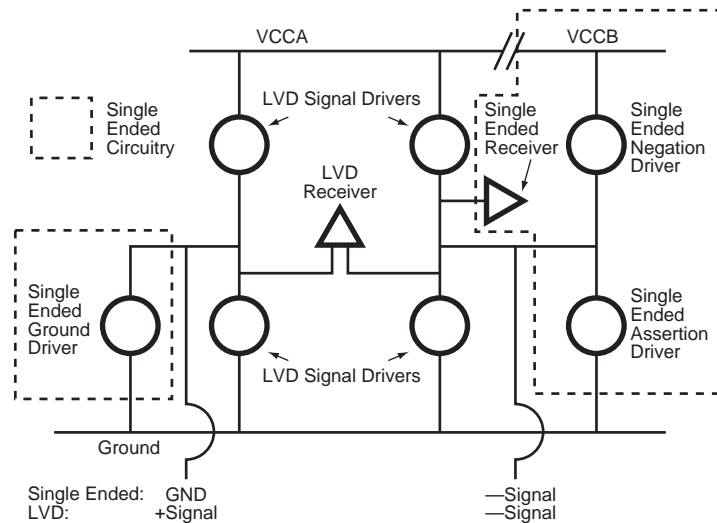 VCCA
VCCB
Single
Ended
Circuitry
LVD Signal Drivers
Single
Ended
Receiver
Single
Ended
Negation
Driver
LVD
Receiver
Single
Ended
Ground
Driver
Single
Ended
Assertion
Driver
LVD Signal Drivers
Ground
Single Ended: GND —Signal
LVD: +Signal —Signal